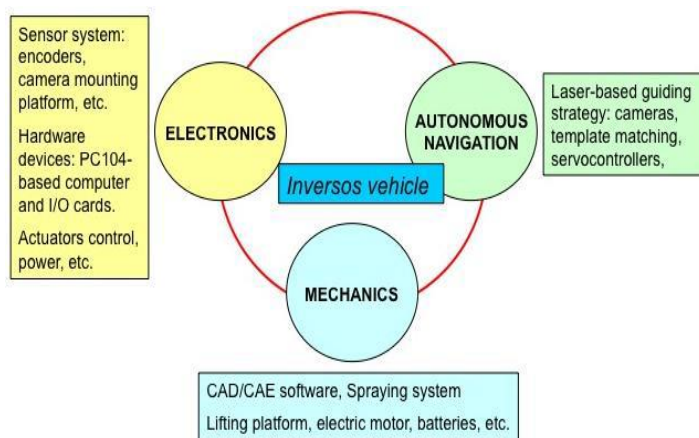 Sensor system:
encoders,
camera mounting
platform, etc.
Hardware
devices: PC104-
based computer
and I/O cards.
Actuators control,
power, etc.
ELECTRONICS
AUTONOMOUS
NAVIGATION
Laser-based guiding
strategy: cameras,
template matching,
servocontrollers,
Inversos vehicle
MECHANICS
CAD/CAE software, Spraying system
Lifting platform, electric motor, batteries, etc.